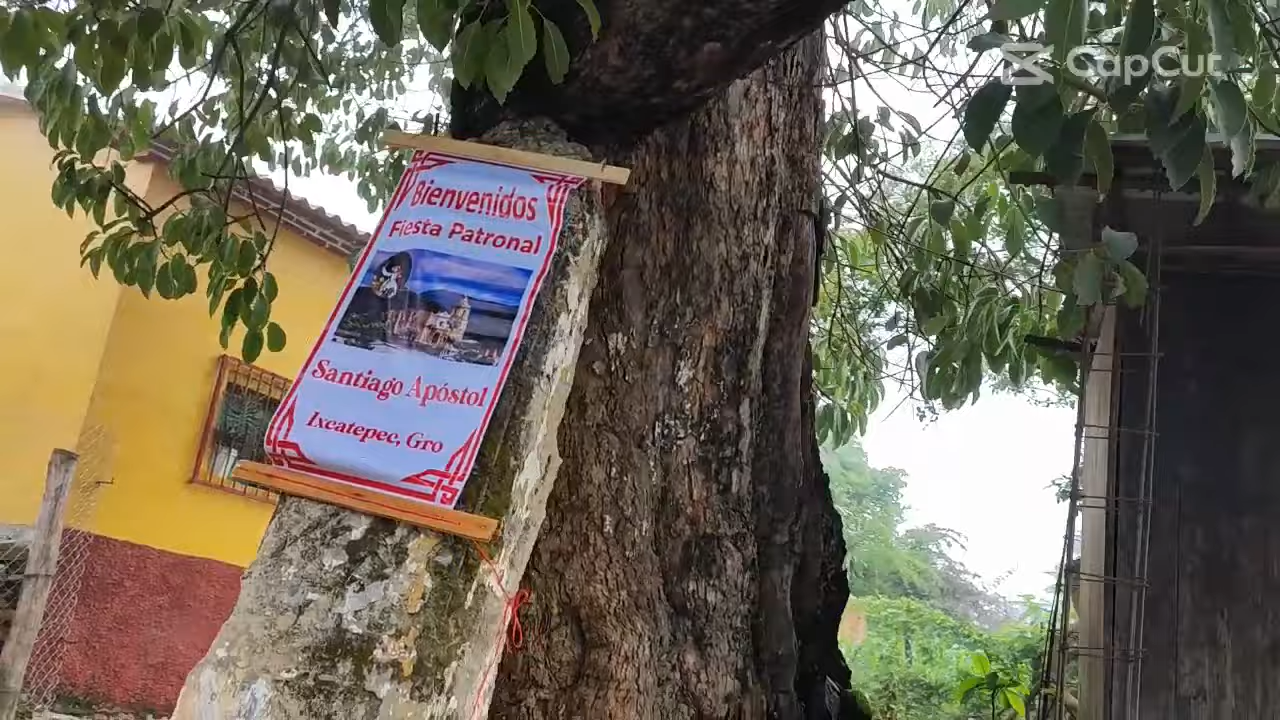 CapCut
Bienvenidos
Fiesta Patronal
Santiago Apóstol
Ixcatepec, Gro